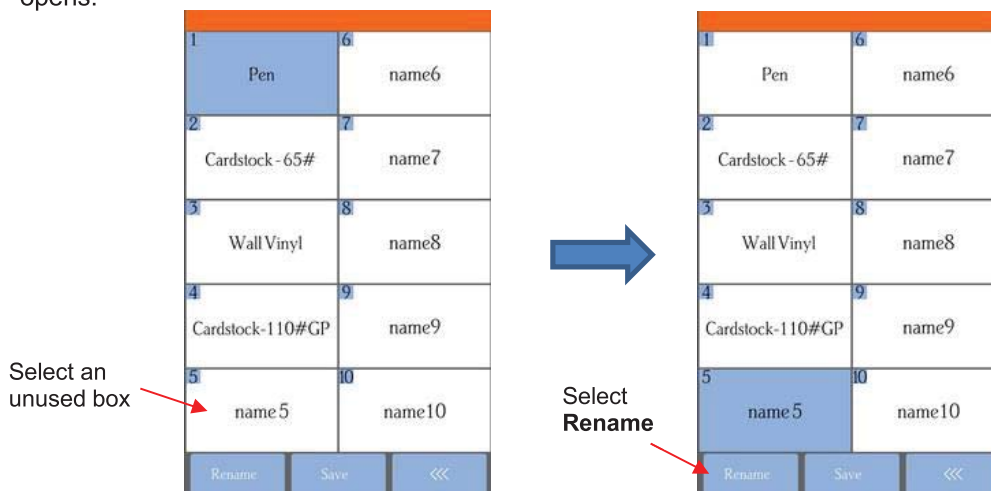 opens:
1
Pen
6
name6
2
Cardstock - 65#
7
name7
3
Wall Vinyl
8
name8
4
Cardstock-110#GP
9
name9
5
name 5
10
name10
Rename
Save
<<<
Select an
unused box
1
Pen
6
name6
2
Cardstock - 65#
7
name7
3
Wall Vinyl
8
name8
4
Cardstock-110#GP
9
name9
5
name 5
10
name10
Rename
Save
<<<
Select
Rename